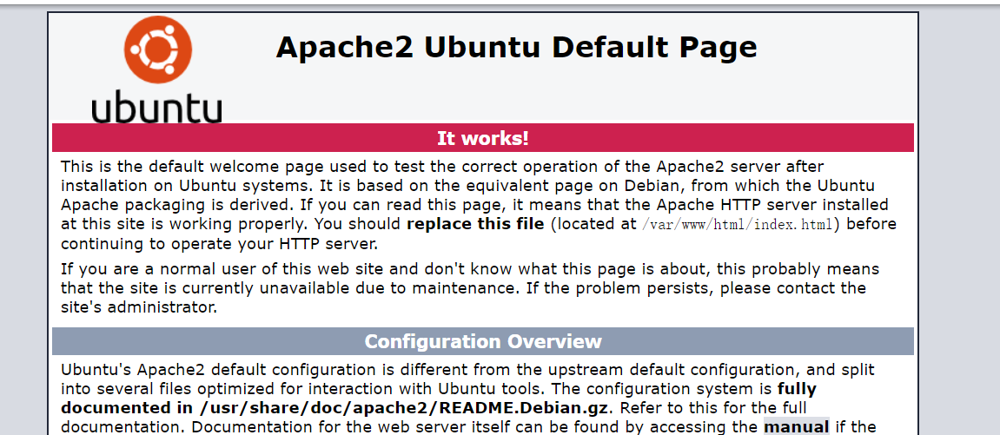 Apache2 Ubuntu Default Page
ubuntu
It works!
This is the default welcome page used to test the correct operation of the Apache2 server after
installation on Ubuntu systems. It is based on the equivalent page on Debian, from which the Ubuntu
Apache packaging is derived. If you can read this page, it means that the Apache HTTP server installed
at this site is working properly. You should replace this file (located at /var/www/html/index.html) before
continuing to operate your HTTP server.
If you are a normal user of this web site and don't know what this page is about, this probably means
that the site is currently unavailable due to maintenance. If the problem persists, please contact the
site's administrator.
Configuration Overview
Ubuntu's Apache2 default configuration is different from the upstream default configuration, and split
into several files optimized for interaction with Ubuntu tools. The configuration system is fully
documented in /usr/share/doc/apache2/README.Debian.gz. Refer to this for the full
documentation. Documentation for the web server itself can be found by accessing the manual if the